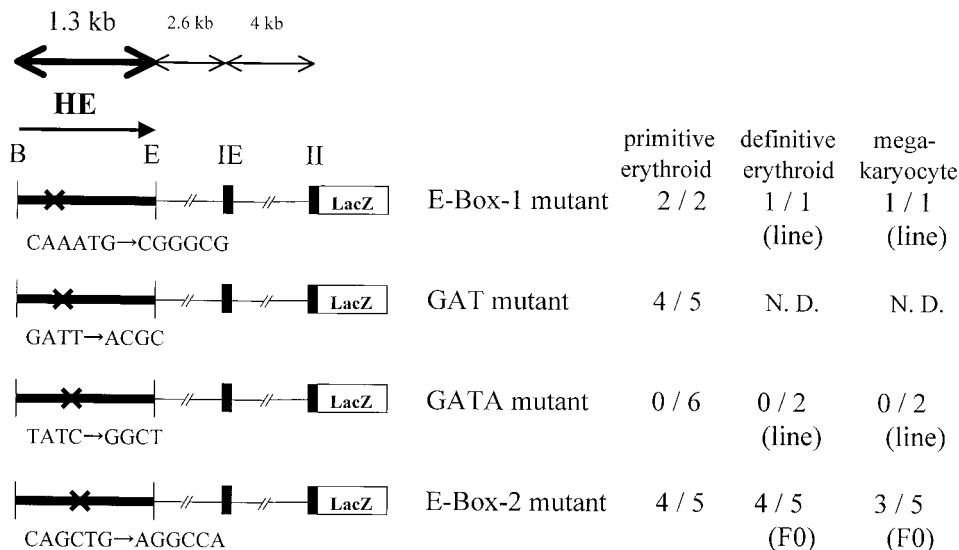 1.3 kb 2.6 kb 4 kb
HE
B E IE II
primitive erythroid
definitive erythroid
mega-karyocyte
LacZ E-Box-1 mutant 2 / 2 1 / 1 1 / 1
(line) (line)
CAAATG→CGGGCG
LacZ GAT mutant 4 / 5 N. D. N. D.
GATT→ACGC
LacZ GATA mutant 0 / 6 0 / 2 0 / 2
(line) (line)
TATC→GGCT
LacZ E-Box-2 mutant 4 / 5 4 / 5 3 / 5
(F0) (F0)
CAGCTG→AGGCCA